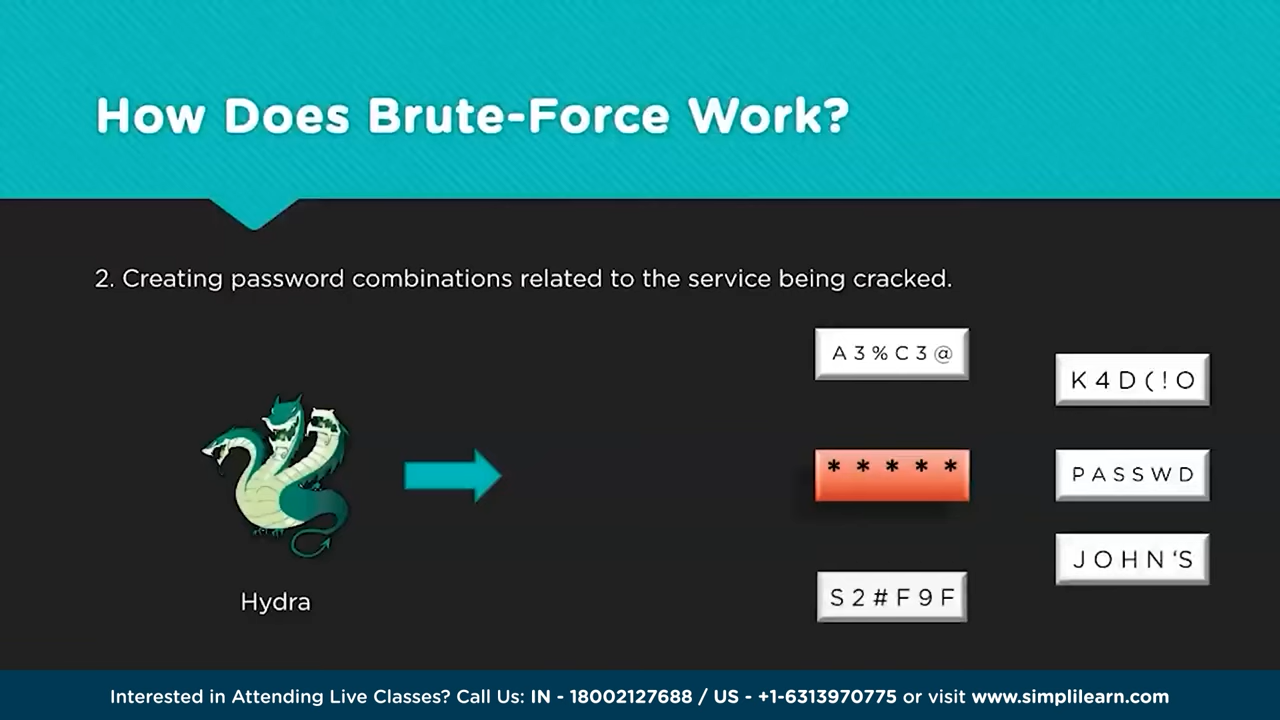 How Does Brute-Force Work?
2. Creating password combinations related to the service being cracked.
A3%C3@
K4D(!O
* * * * *
PASSWD
JOHN‘S
S2#F9F
Hydra
Interested in Attending Live Classes? Call Us: IN - 18002127688 / US - +1-6313970775 or visit www.simplilearn.com